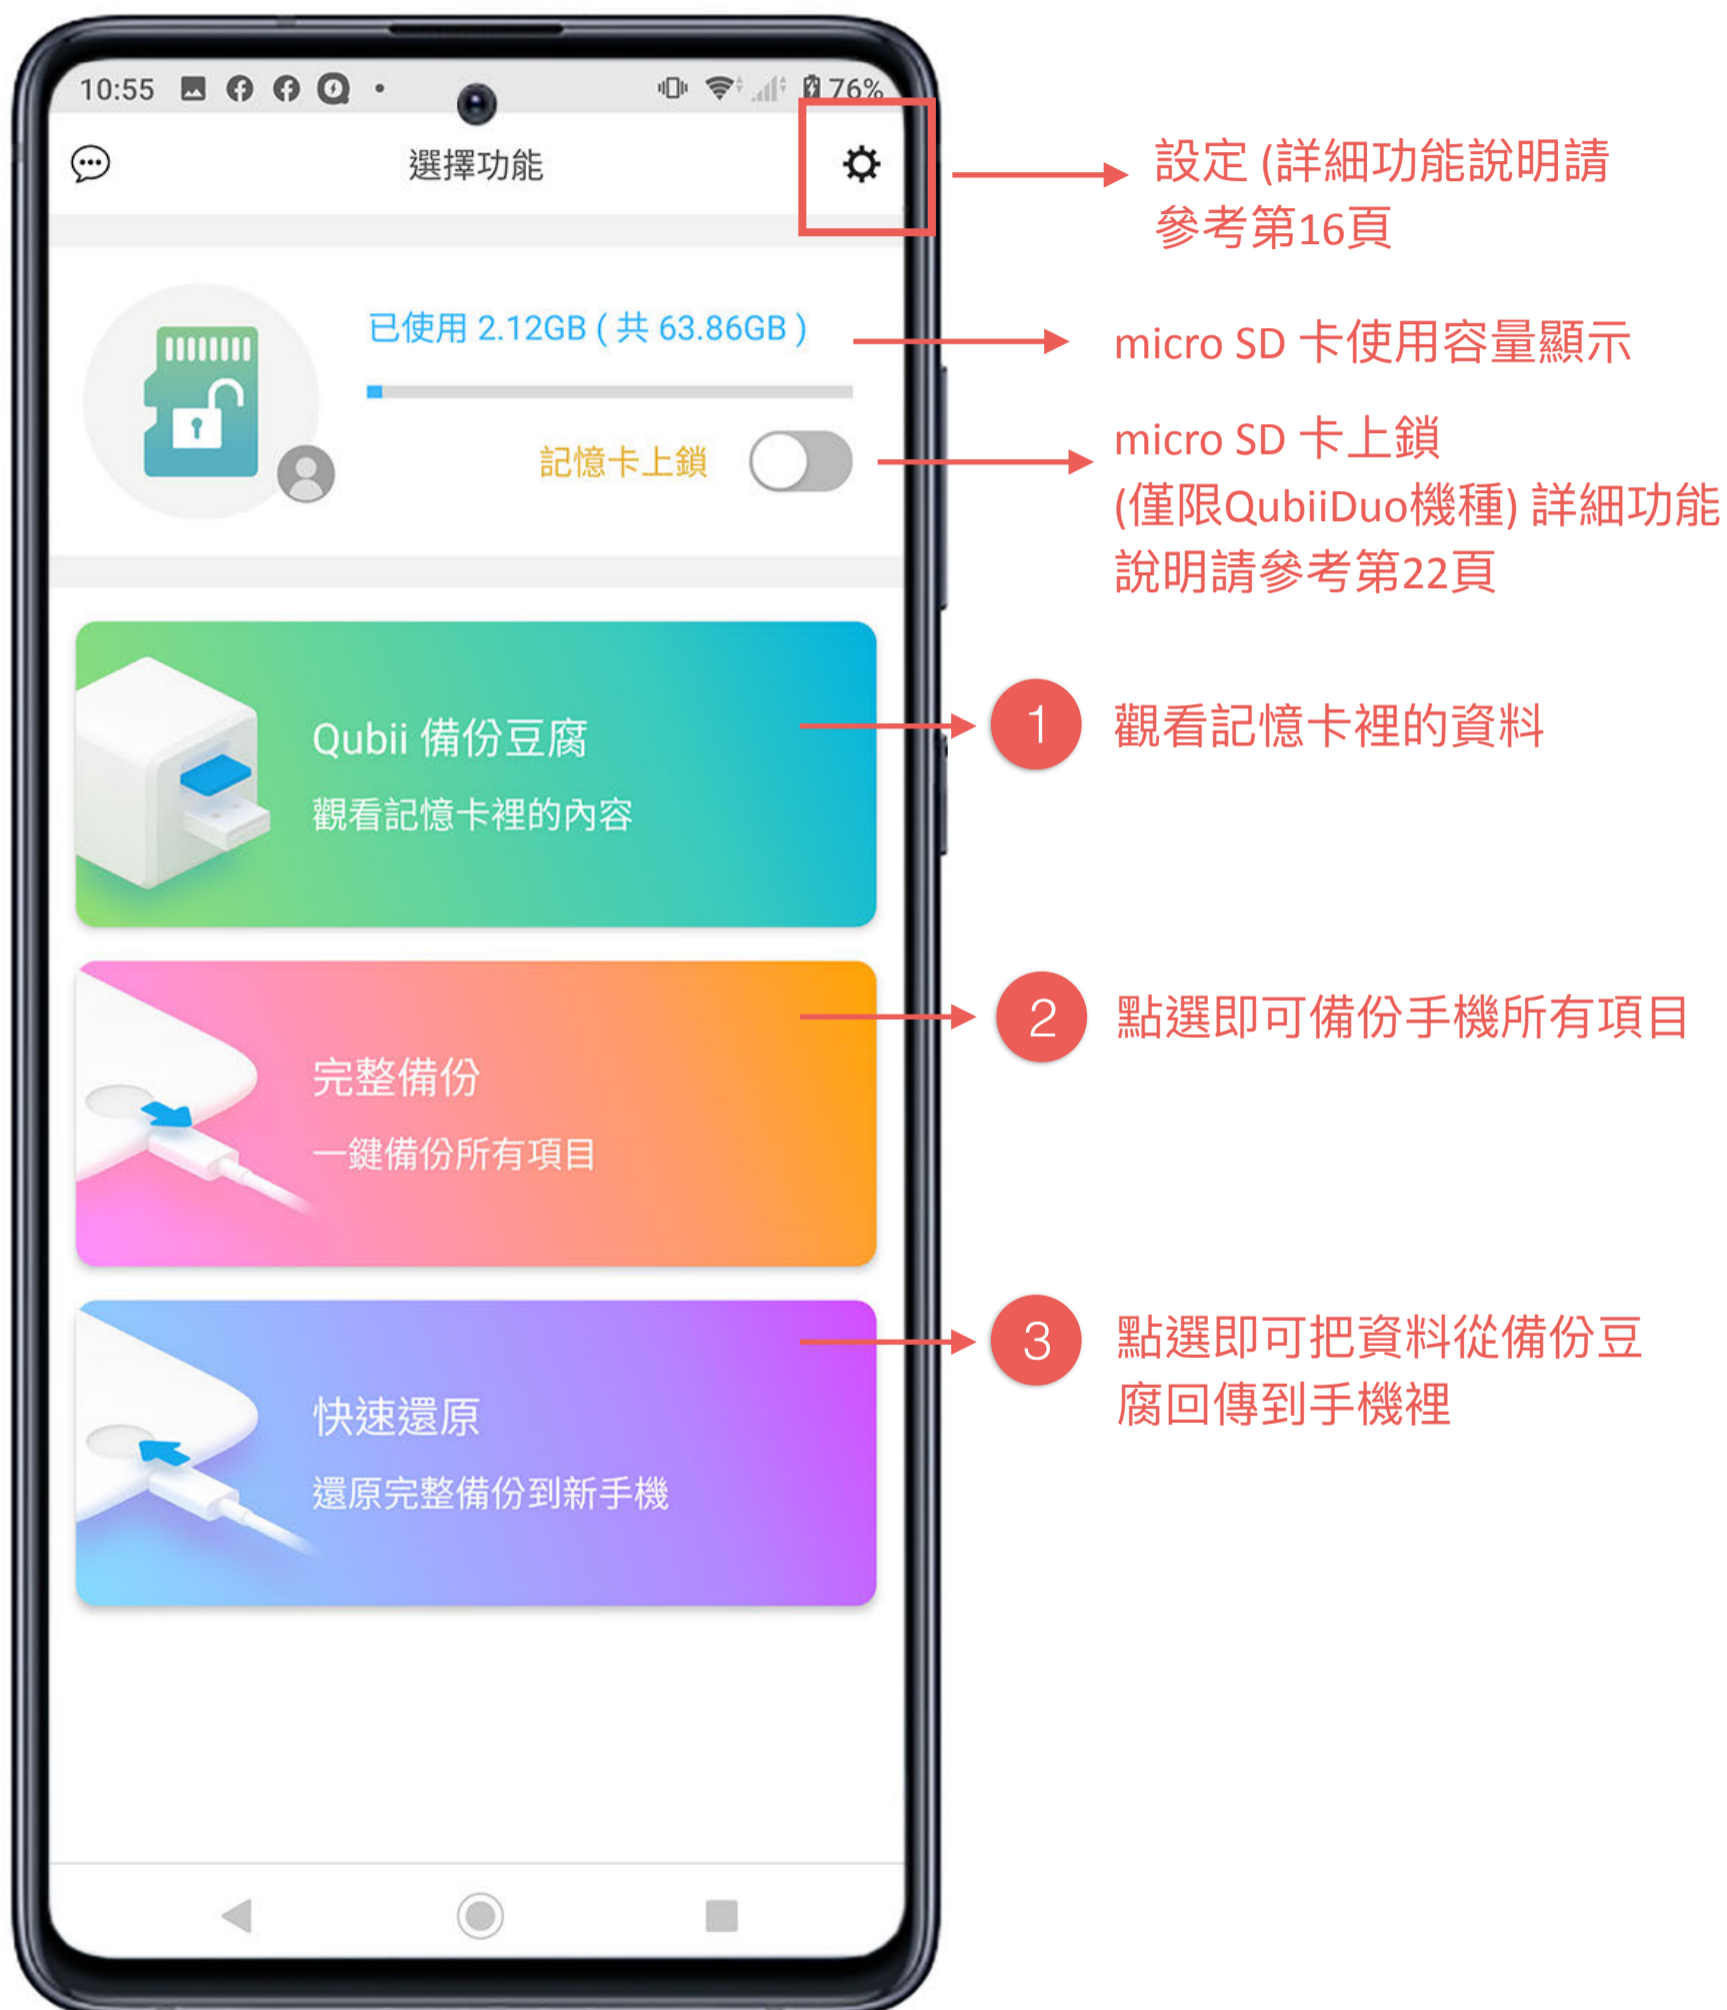 10:55
76%
選擇功能
設定 (詳細功能說明請
參考第16頁
已使用 2.12GB ( 共 63.86GB )
micro SD 卡使用容量顯示
記憶卡上鎖
micro SD 卡上鎖
(僅限QubiiDuo機種) 詳細功能
說明請參考第22頁
Qubii 備份豆腐
觀看記憶卡裡的內容
1
觀看記憶卡裡的資料
完整備份
一鍵備份所有項目
2
點選即可備份手機所有項目
快速還原
還原完整備份到新手機
3
點選即可把資料從備份豆
腐回傳到手機裡